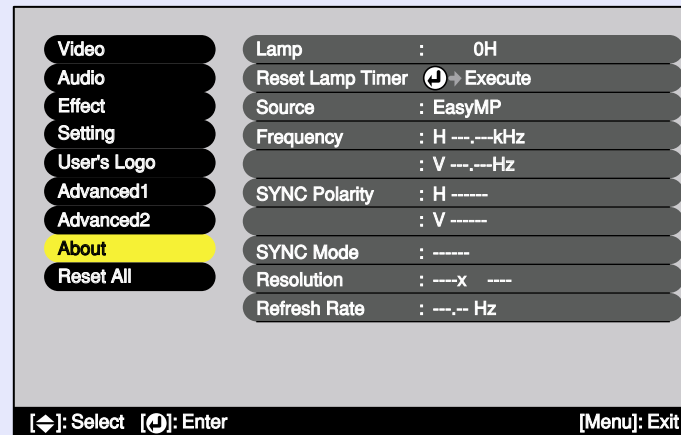 Video
Audio
Effect
Setting
User's Logo
Advanced1
Advanced2
About
Reset All
Lamp : 0H
Reset Lamp Timer Execute
Source : EasyMP
Frequency : H ---.---kHz
: V ---.---Hz
SYNC Polarity : H ------
: V ------
SYNC Mode : ------
Resolution : ----x ----
Refresh Rate : ---.-- Hz
[ ]: Select [ ]: Enter [Menu]: Exit